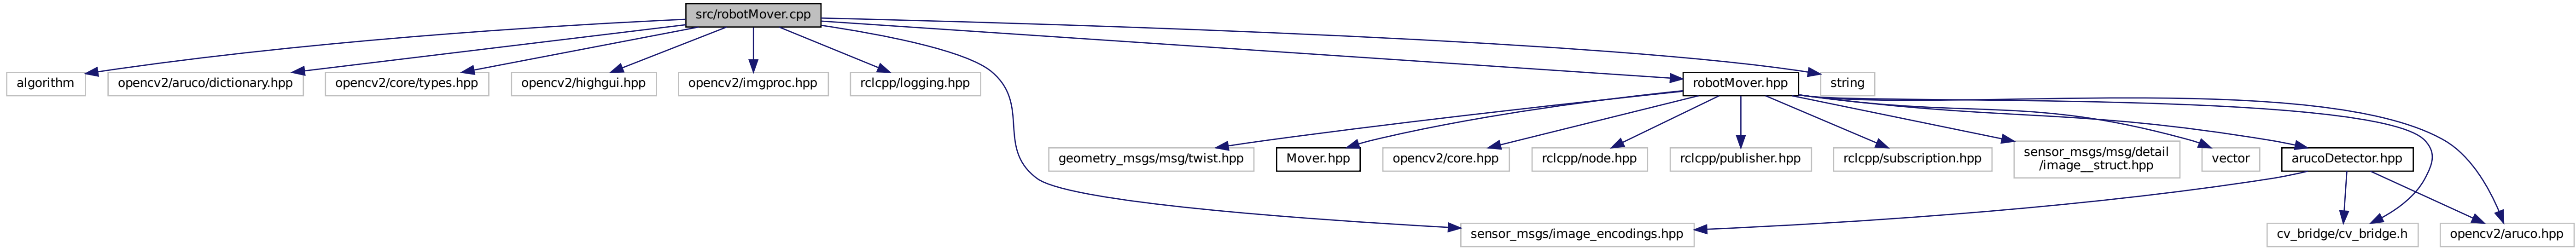 src/robotMover.cpp
algorithm
opencv2/aruco/dictionary.hpp
opencv2/core/types.hpp
opencv2/highgui.hpp
opencv2/imgproc.hpp
rclcpp/logging.hpp
robotMover.hpp
string
geometry_msgs/msg/twist.hpp
Mover.hpp
opencv2/core.hpp
rclcpp/node.hpp
rclcpp/publisher.hpp
rclcpp/subscription.hpp
sensor_msgs/msg/detail
/image__struct.hpp
vector
arucoDetector.hpp
sensor_msgs/image_encodings.hpp
cv_bridge/cv_bridge.h
opencv2/aruco.hpp